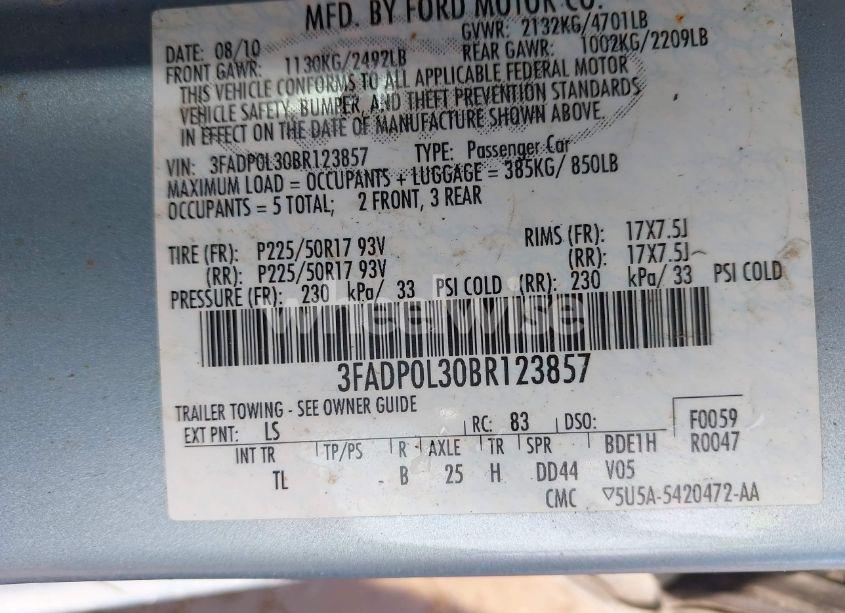 MFD. BY FORD MOTOR CO.
DATE: 08/10 GVWR: 2132KG/4701LB
FRONT GAWR: 1130KG/2492LB REAR GAWR: 1002KG/2209LB
THIS VEHICLE CONFORMS TO ALL APPLICABLE FEDERAL MOTOR
VEHICLE SAFETY, BUMPER, AND THEFT PREVENTION STANDARDS
IN EFFECT ON THE DATE OF MANUFACTURE SHOWN ABOVE.
VIN: 3FADP0L30BR123857 TYPE: Passenger Car
MAXIMUM LOAD = OCCUPANTS + LUGGAGE = 385KG/ 850LB
OCCUPANTS = 5 TOTAL; 2 FRONT, 3 REAR
TIRE (FR): P225/50R17 93V RIMS (FR): 17X7.5J
(RR): P225/50R17 93V (RR): 17X7.5J
PRESSURE (FR): 230 kPa/ 33 PSI COLD (RR): 230 kPa/ 33 PSI COLD
wheelwise
3FADP0L30BR123857
TRAILER TOWING - SEE OWNER GUIDE
EXT PNT: LS RC: 83 DSO: F0059
INT TR TP/PS R AXLE TR SPR BDE1H R0047
TL B 25 H DD44 V05
CMC ▽5U5A-5420472-AA